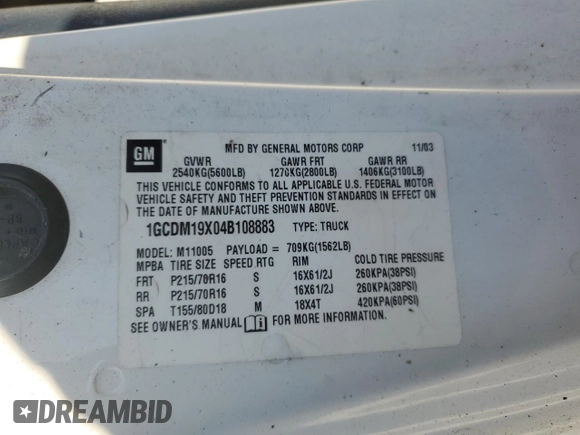 GM
MFD BY GENERAL MOTORS CORP 11/03
GVWR GAWR FRT GAWR RR
2540KG(5600LB) 1270KG(2800LB) 1406KG(3100LB)
THIS VEHICLE CONFORMS TO ALL APPLICABLE U.S. FEDERAL MOTOR
VEHICLE SAFETY AND THEFT PREVENTION STANDARDS IN EFFECT ON
THE DATE OF MANUFACTURE SHOWN ABOVE.
1GCDM19X04B108883 TYPE: TRUCK
MODEL: M11005 PAYLOAD = 709KG(1562LB)
MPBA TIRE SIZE SPEED RTG RIM COLD TIRE PRESSURE
FRT P215/70R16 S 16X61/2J 260KPA(38PSI)
RR P215/70R16 S 16X61/2J 260KPA(38PSI)
SPA T155/80D18 M 18X4T 420KPA(60PSI)
SEE OWNER'S MANUAL FOR MORE INFORMATION.
DREAMBID